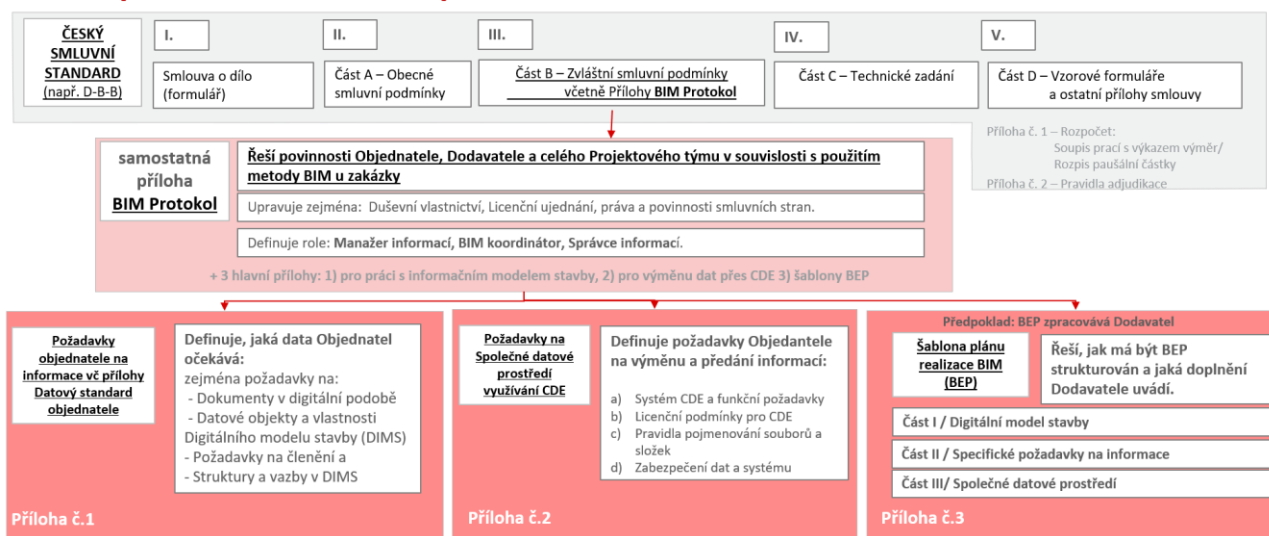 ČESKÝ
SMLUVNÍ
STANDARD
(např. D-B-B)
I.
Smlouva o dílo
(formulář)
II.
Část A – Obecné
smluvní podmínky
III.
Část B – Zvláštní smluvní podmínky
včetně Přílohy BIM Protokol
IV.
Část C – Technické zadání
V.
Část D – Vzorové formuláře
a ostatní přílohy smlouvy
Příloha č. 1 – Rozpočet:
Soupis prací s výkazem výměr/
Rozpis paušální částky
Příloha č. 2 – Pravidla adjudikace
samostatná
příloha
BIM Protokol
Řeší povinnosti Objednatele, Dodavatele a celého Projektového týmu v souvislosti s použitím
metody BIM u zakázky
Upravuje zejména: Duševní vlastnictví, Licenční ujednání, práva a povinnosti smluvních stran.
Definuje role: Manažer informací, BIM koordinátor, Správce informací.
+ 3 hlavní přílohy: 1) pro práci s informačním modelem stavby, 2) pro výměnu dat přes CDE 3) šablony BEP
Požadavky
objednatele na
informace vč přílohy
Datový standard
objednatele
Definuje, jaká data Objednatel
očekává:
zejména požadavky na:
- Dokumenty v digitální podobě
- Datové objekty a vlastnosti
Digitálního modelu stavby (DIMS)
- Požadavky na členění a
- Struktury a vazby v DIMS
Příloha č.1
Požadavky na
Společné datové
prostředí
využívání CDE
Definuje požadavky Objedantele
na výměnu a předání informací:
a) Systém CDE a funkční požadavky
b) Licenční podmínky pro CDE
c) Pravidla pojmenování souborů a
složek
d) Zabezpečení dat a systému
Příloha č.2
Předpoklad: BEP zpracovává Dodavatel
Šablona plánu
realizace BIM
(BEP)
Řeší, jak má být BEP
strukturován a jaká doplnění
Dodavatele uvádí.
Část I / Digitální model stavby
Část II / Specifické požadavky na informace
Část III/ Společné datové prostředí
Příloha č.3